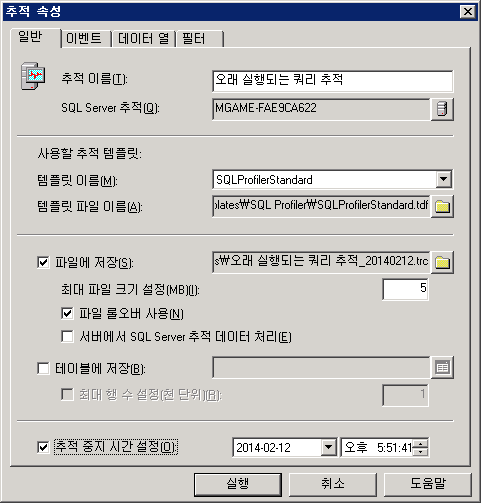 추적 속성
일반 이벤트 데이터 열 필터
추적 이름(T): 오래 실행되는 쿼리 추적
SQL Server 추적(Q): MGAME-FAE9CA622
사용할 추적 템플릿:
템플릿 이름(M): SQLProfilerStandard
템플릿 파일 이름(A): plates₩SQL Profiler₩SQLProfilerStandard.tdf
파일에 저장(S): s₩오래 실행되는 쿼리 추적_20140212.trc
최대 파일 크기 설정(MB)(I): 5
파일 롤오버 사용(N)
서버에서 SQL Server 추적 데이터 처리(E)
테이블에 저장(B):
최대 행 수 설정(천 단위)(R): 1
추적 중지 시간 설정(O): 2014-02-12 오후 5:51:41
실행 취소 도움말